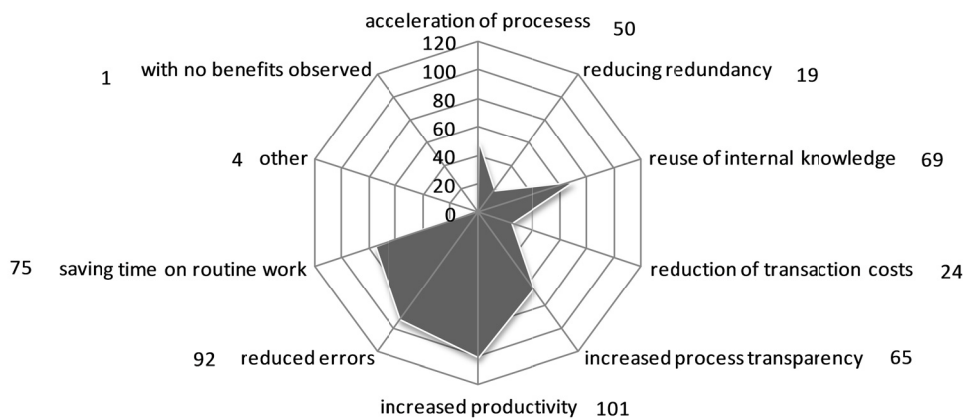 acceleration of procesess 50
120
with no benefits observed 1
100
reducing redundancy 19
80
60
4 other
40
reuse of internal knowledge 69
20
0
75 saving time on routine work
reduction of transaction costs 24
92 reduced errors
increased process transparency 65
increased productivity 101